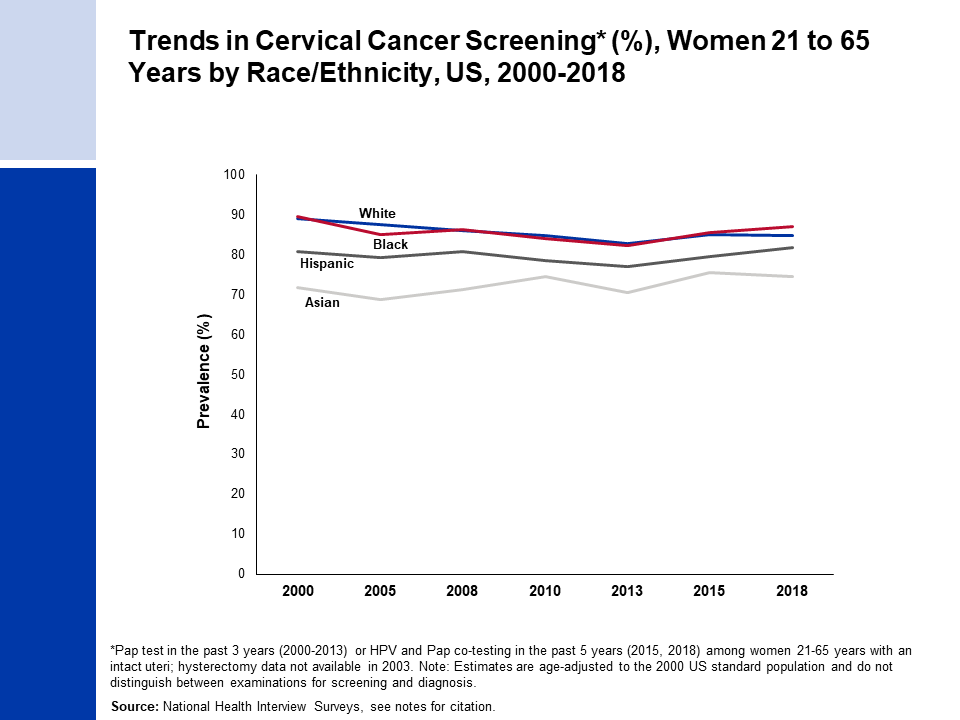 Trends in Cervical Cancer Screening* (%), Women 21 to 65
Years by Race/Ethnicity, US, 2000-2018
100
90
80
70
60
50
40
30
20
10
0
Prevalence (%)
White
Black
Hispanic
Asian
2000 2005 2008 2010 2013 2015 2018
*Pap test in the past 3 years (2000-2013) or HPV and Pap co-testing in the past 5 years (2015, 2018) among women 21-65 years with an
intact uteri; hysterectomy data not available in 2003. Note: Estimates are age-adjusted to the 2000 US standard population and do not
distinguish between examinations for screening and diagnosis.
Source: National Health Interview Surveys, see notes for citation.